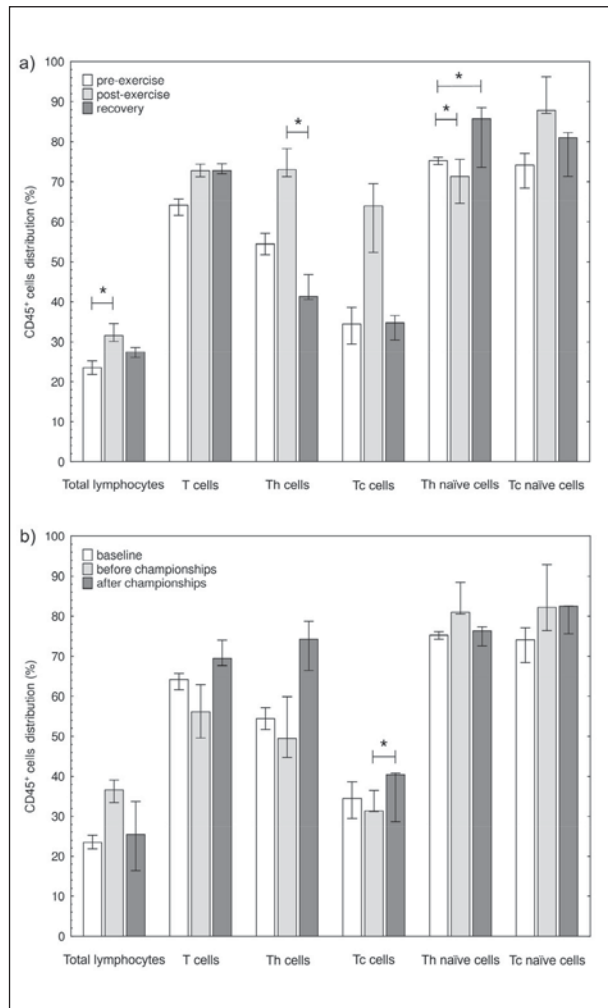 a)
pre-exercise
post-exercise
recovery
CD45⁺ cells distribution (%)
100
90
80
70
60
50
40
30
20
10
0
*
*
*
*
Total lymphocytes T cells Th cells Tc cells Th naïve cells Tc naïve cells
b)
baseline
before championships
after championships
CD45⁺ cells distribution (%)
100
90
80
70
60
50
40
30
20
10
0
*
Total lymphocytes T cells Th cells Tc cells Th naïve cells Tc naïve cells